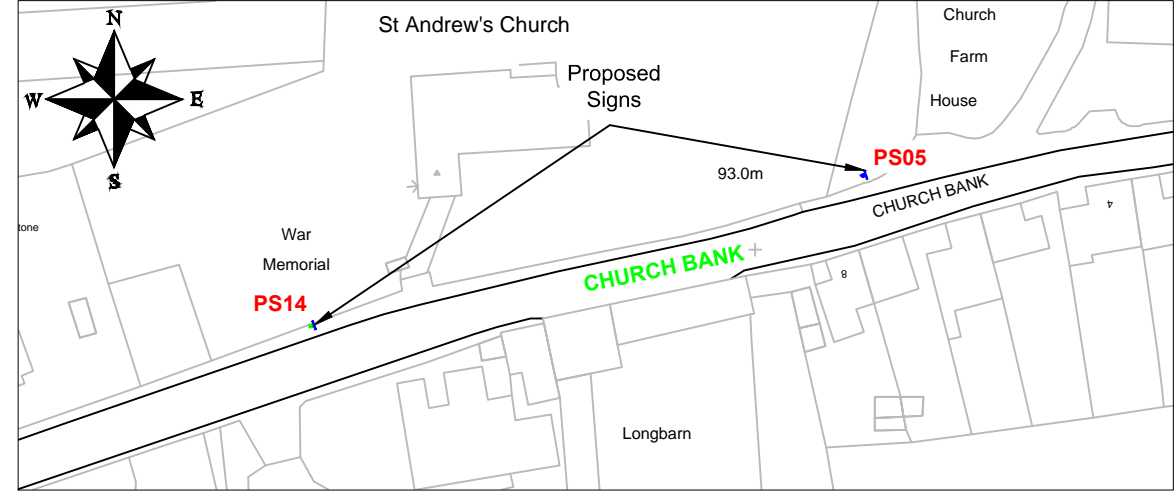 N
W
E
S
St Andrew's Church
Proposed
Signs
Church
Farm
House
PS05
93.0m
CHURCH BANK
4
tone
War
Memorial
CHURCH BANK
8
PS14
Longbarn